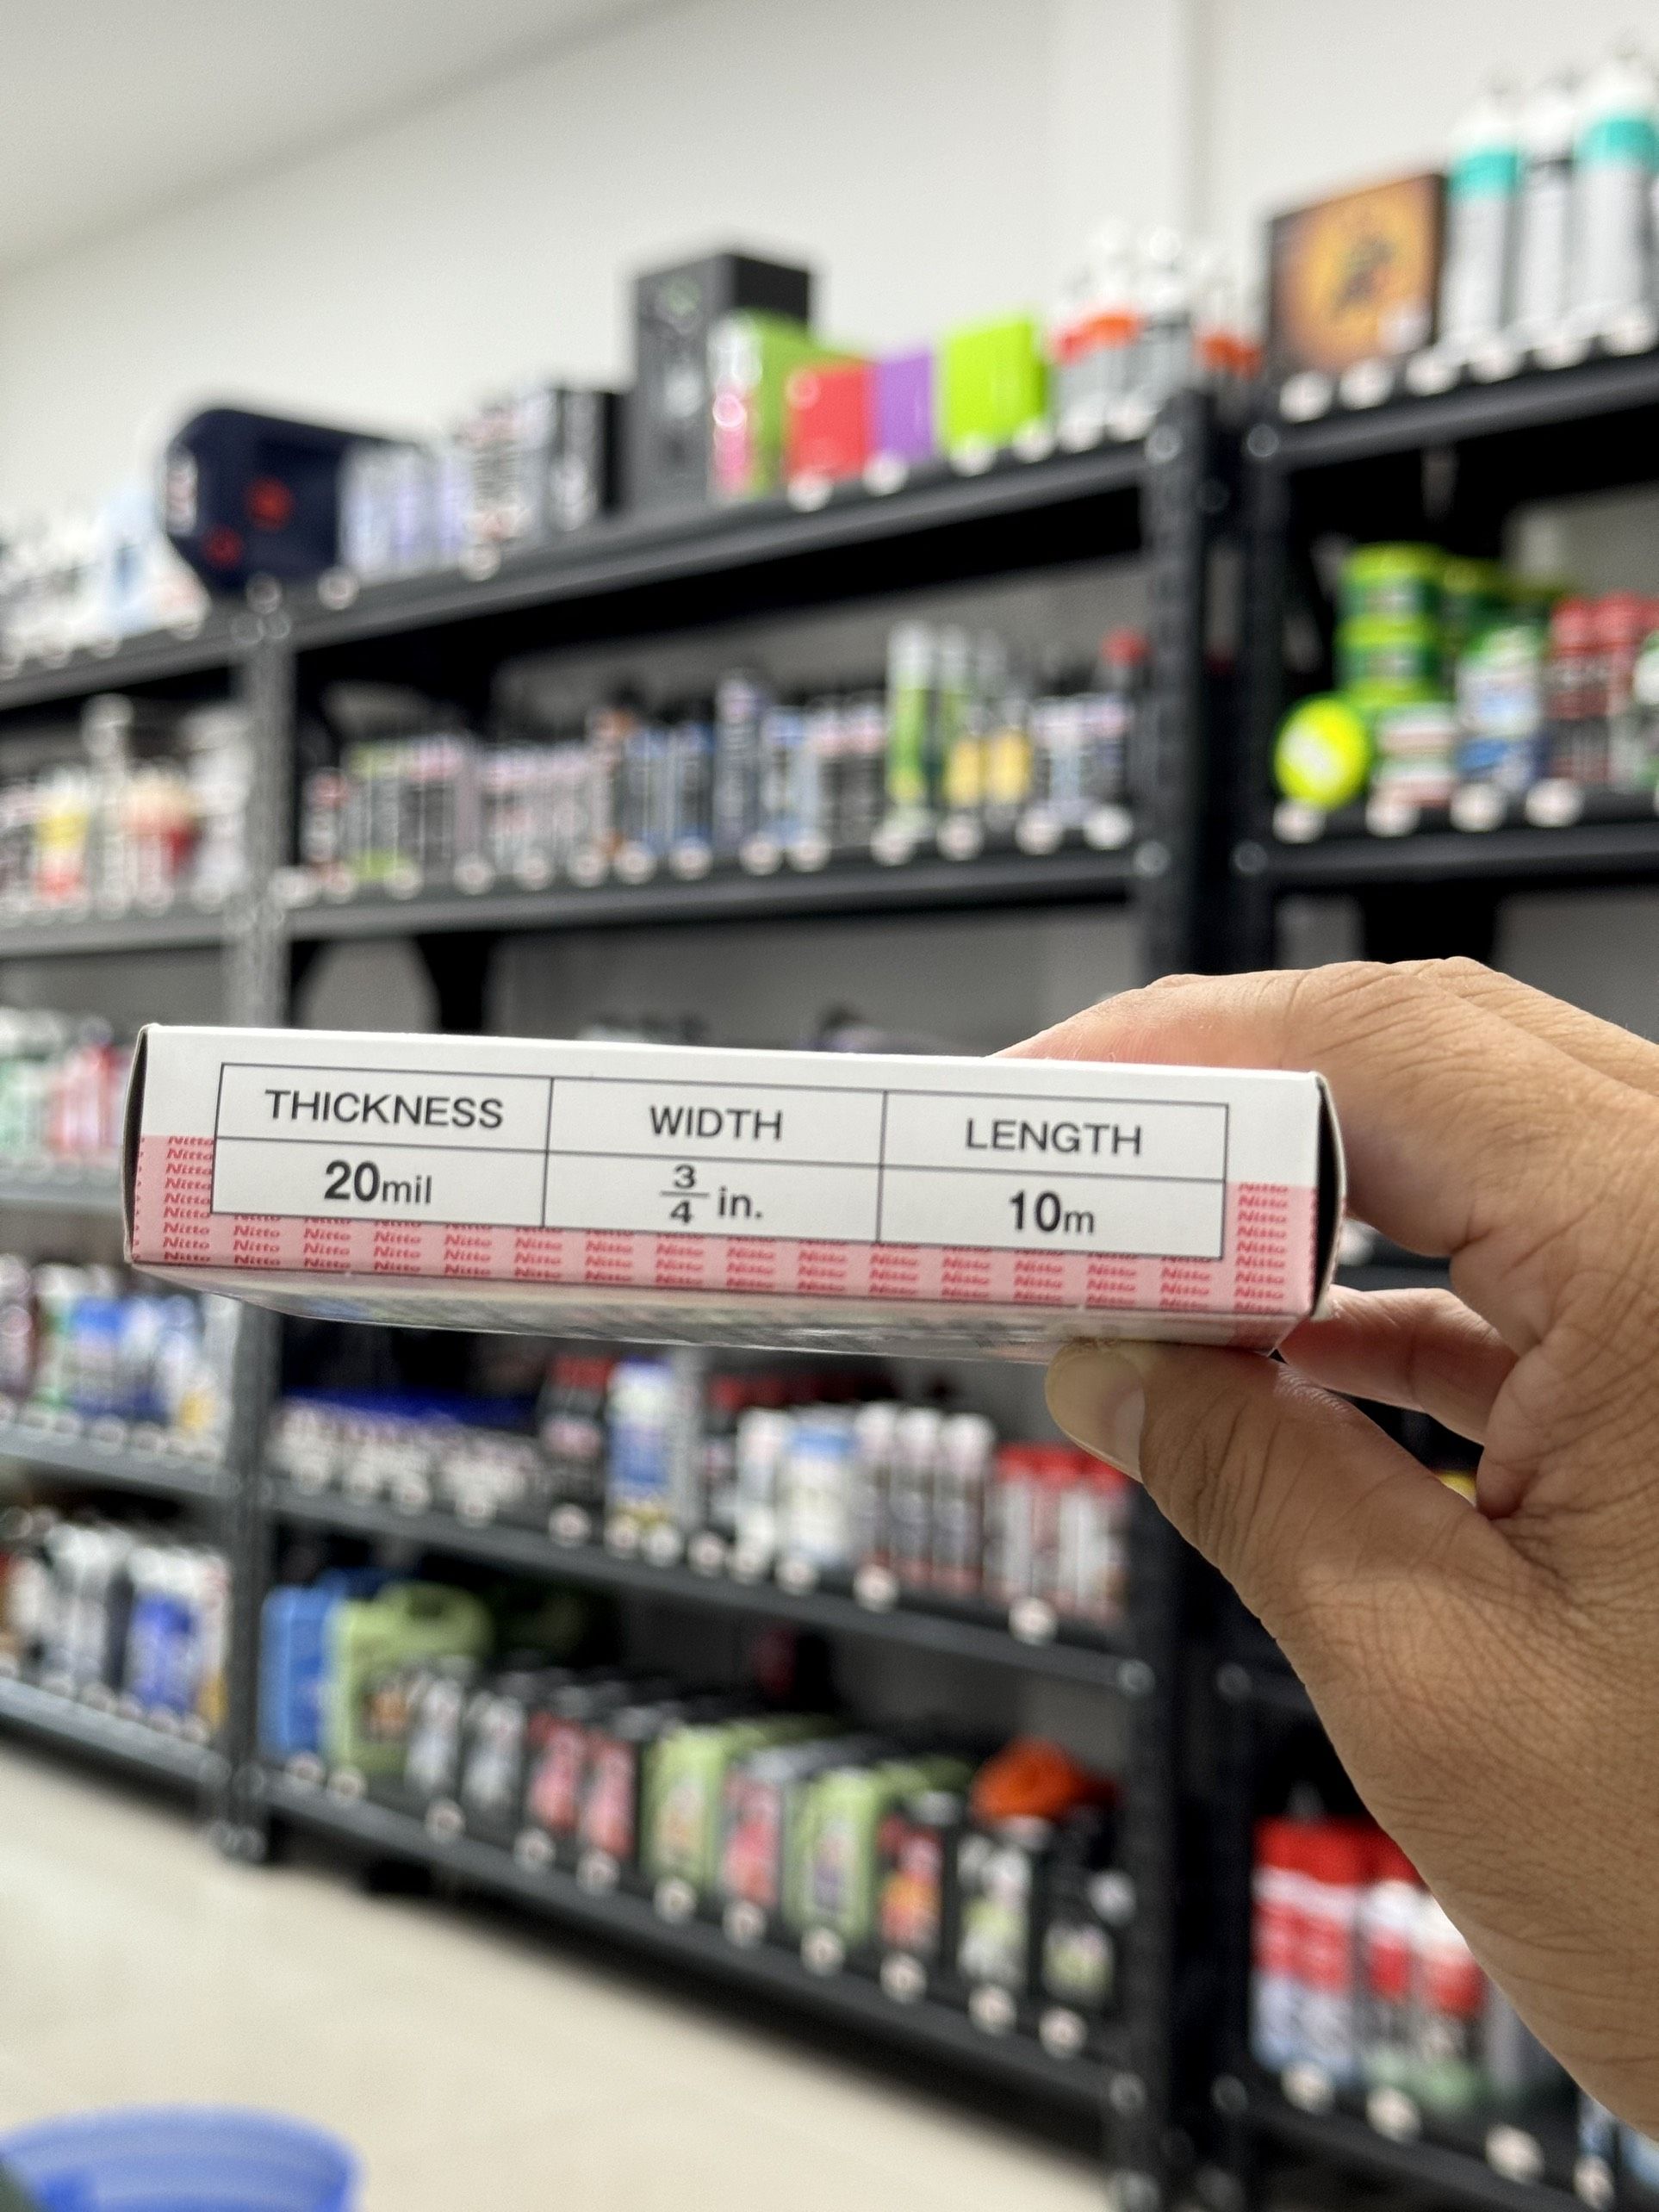 THICKNESS WIDTH LENGTH
20mil 3/4 in. 10m
Nitto